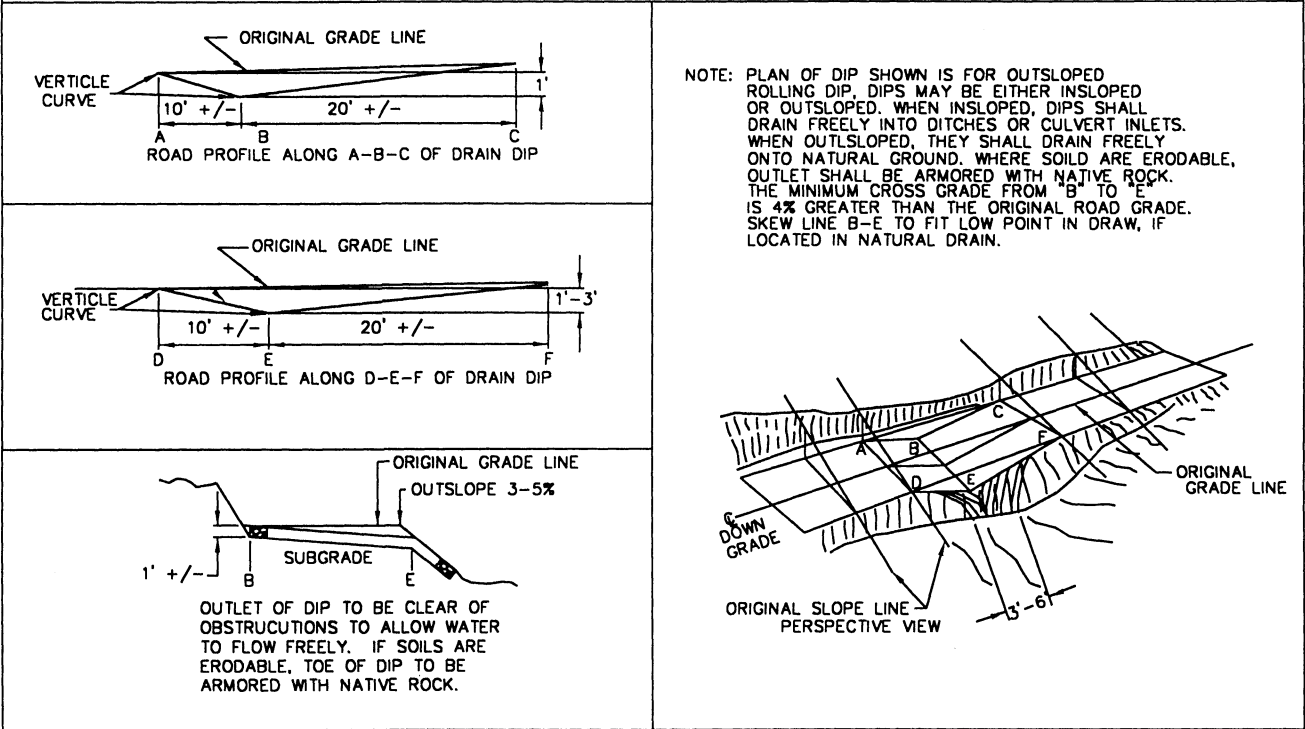 ORIGINAL GRADE LINE
VERTICLE
CURVE
1'
10' +/-
20' +/-
A
B
C
ROAD PROFILE ALONG A-B-C OF DRAIN DIP
ORIGINAL GRADE LINE
VERTICLE
CURVE
1'-3'
10' +/-
20' +/-
D
E
F
ROAD PROFILE ALONG D-E-F OF DRAIN DIP
ORIGINAL GRADE LINE
OUTSLOPE 3-5%
SUBGRADE
1' +/-
B
E
OUTLET OF DIP TO BE CLEAR OF
OBSTRUCUTIONS TO ALLOW WATER
TO FLOW FREELY. IF SOILS ARE
ERODABLE, TOE OF DIP TO BE
ARMORED WITH NATIVE ROCK.
NOTE: PLAN OF DIP SHOWN IS FOR OUTSLOPED
ROLLING DIP, DIPS MAY BE EITHER INSLOPED
OR OUTSLOPED. WHEN INSLOPED, DIPS SHALL
DRAIN FREELY INTO DITCHES OR CULVERT INLETS.
WHEN OUTLSLOPED, THEY SHALL DRAIN FREELY
ONTO NATURAL GROUND. WHERE SOILD ARE ERODABLE,
OUTLET SHALL BE ARMORED WITH NATIVE ROCK.
THE MINIMUM CROSS GRADE FROM "B" TO "E"
IS 4% GREATER THAN THE ORIGINAL ROAD GRADE.
SKEW LINE B-E TO FIT LOW POINT IN DRAW, IF
LOCATED IN NATURAL DRAIN.
C
A
B
F
D
E
ORIGINAL
GRADE LINE
℄
DOWN
GRADE
3'-6'
ORIGINAL SLOPE LINE
PERSPECTIVE VIEW